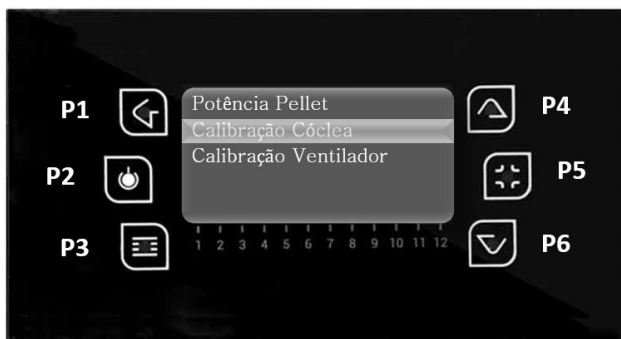 P1
Potência Pellet
P4
Calibração Cóclea
Calibração Ventilador
P2
P5
P3
1 2 3 4 5 6 7 8 9 10 11 12
P6